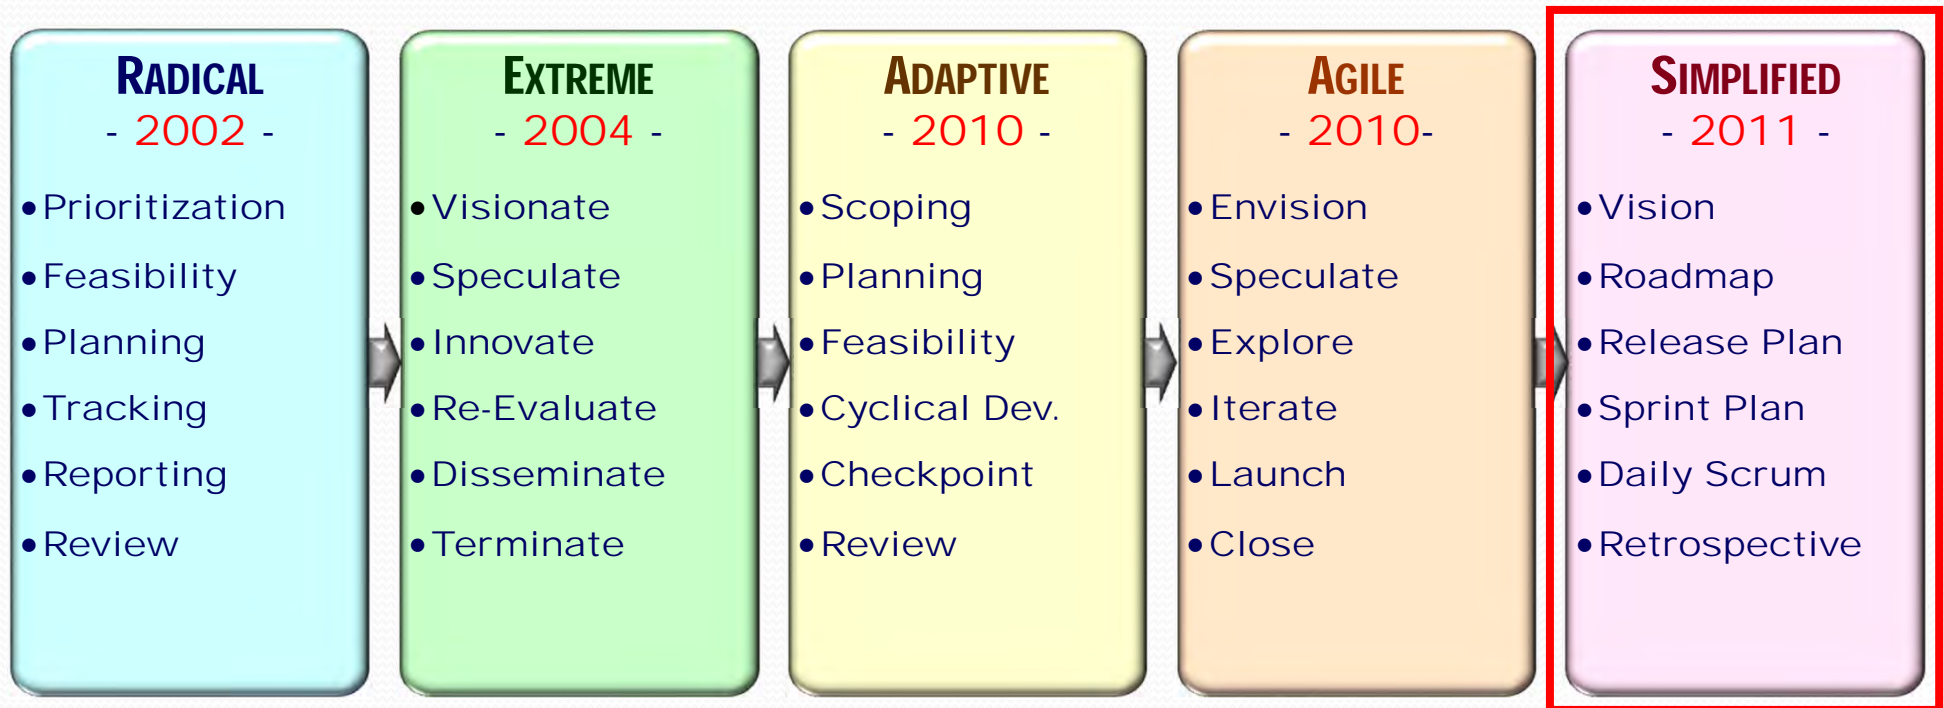 RADICAL
- 2002 -
•Prioritization
•Feasibility
•Planning
•Tracking
•Reporting
•Review
EXTREME
- 2004 -
•Visionate
•Speculate
•Innovate
•Re-Evaluate
•Disseminate
•Terminate
ADAPTIVE
- 2010 -
•Scoping
•Planning
•Feasibility
•Cyclical Dev.
•Checkpoint
•Review
AGILE
- 2010-
•Envision
•Speculate
•Explore
•Iterate
•Launch
•Close
SIMPLIFIED
- 2011 -
•Vision
•Roadmap
•Release Plan
•Sprint Plan
•Daily Scrum
•Retrospective